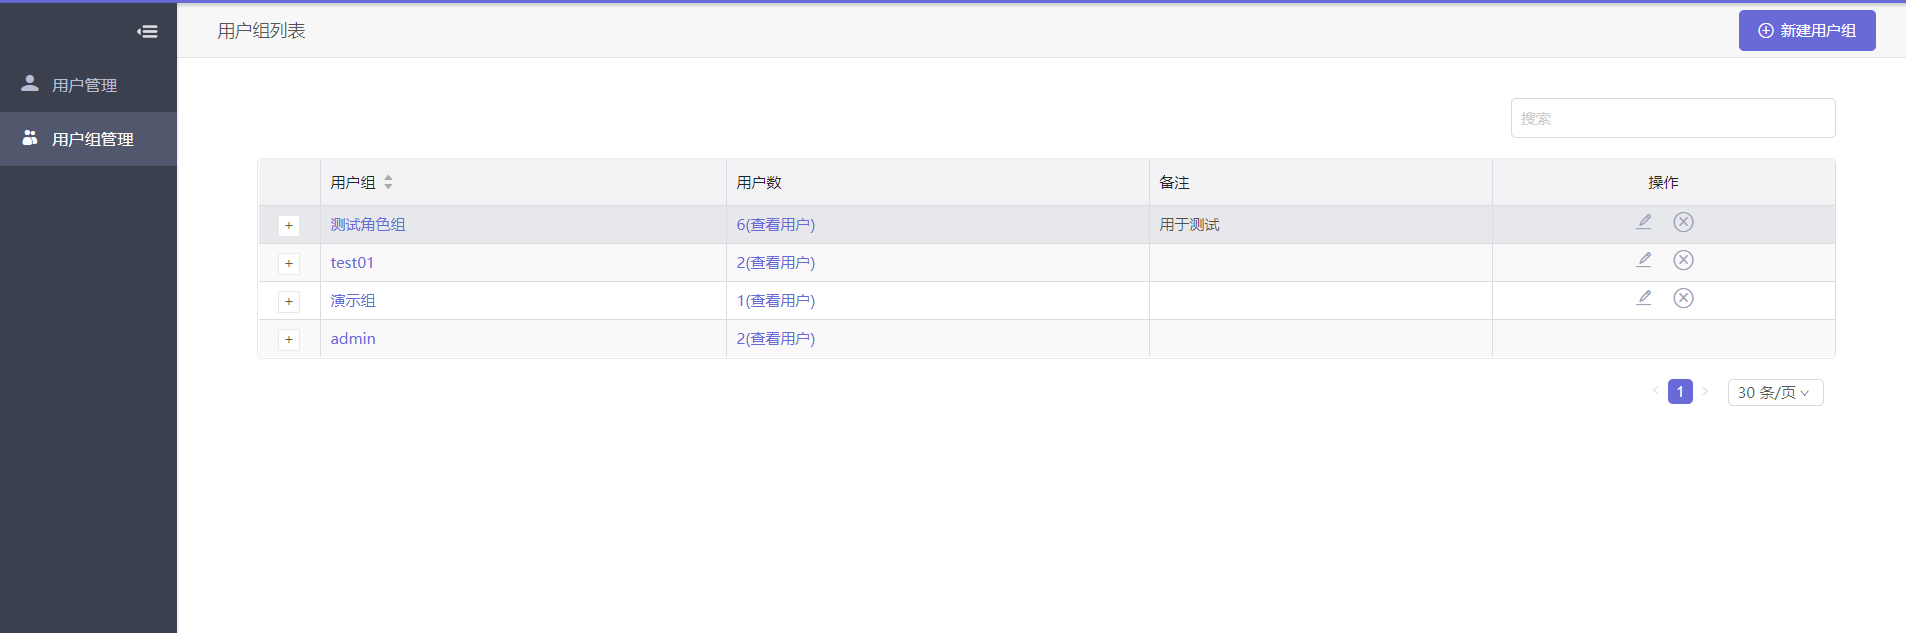 用户组列表
新建用户组
用户管理
用户组管理
搜索
用户组 用户数 备注 操作
+ 测试角色组 6(查看用户) 用于测试
+ test01 2(查看用户)
+ 演示组 1(查看用户)
+ admin 2(查看用户)
< 1 > 30 条/页